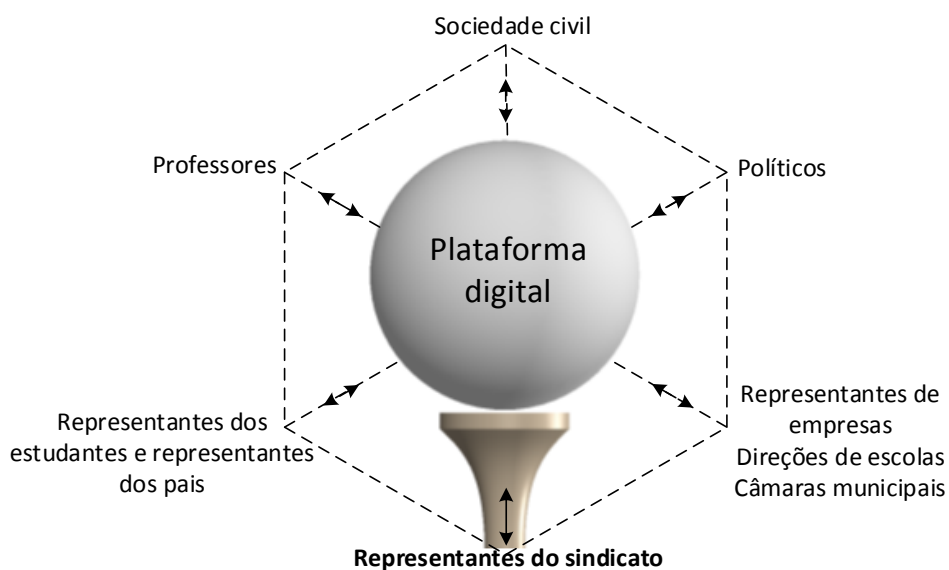 Sociedade civil
Professores
Políticos
Plataforma
digital
Representantes dos
estudantes e representantes
dos pais
Representantes de
empresas
Direções de escolas
Câmaras municipais
Representantes do sindicato